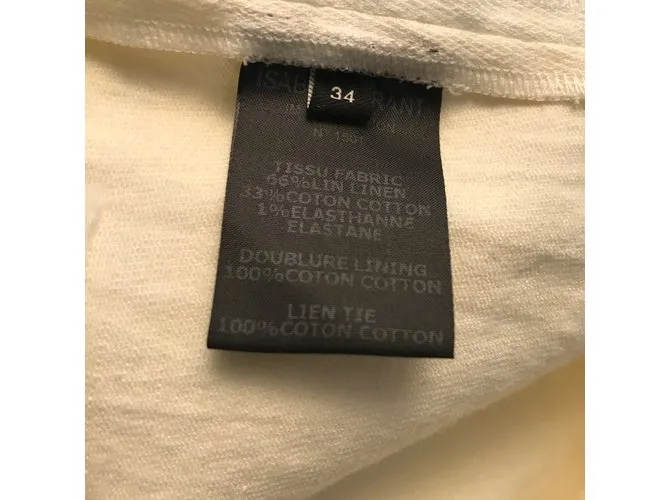 34
N° 1501
TISSU FABRIC
66%LIN LINEN
33%COTON COTTON
1%ELASTHANNE
ELASTANE
DOUBLURE LINING
100%COTON COTTON
LIEN TIE
100%COTON COTTON